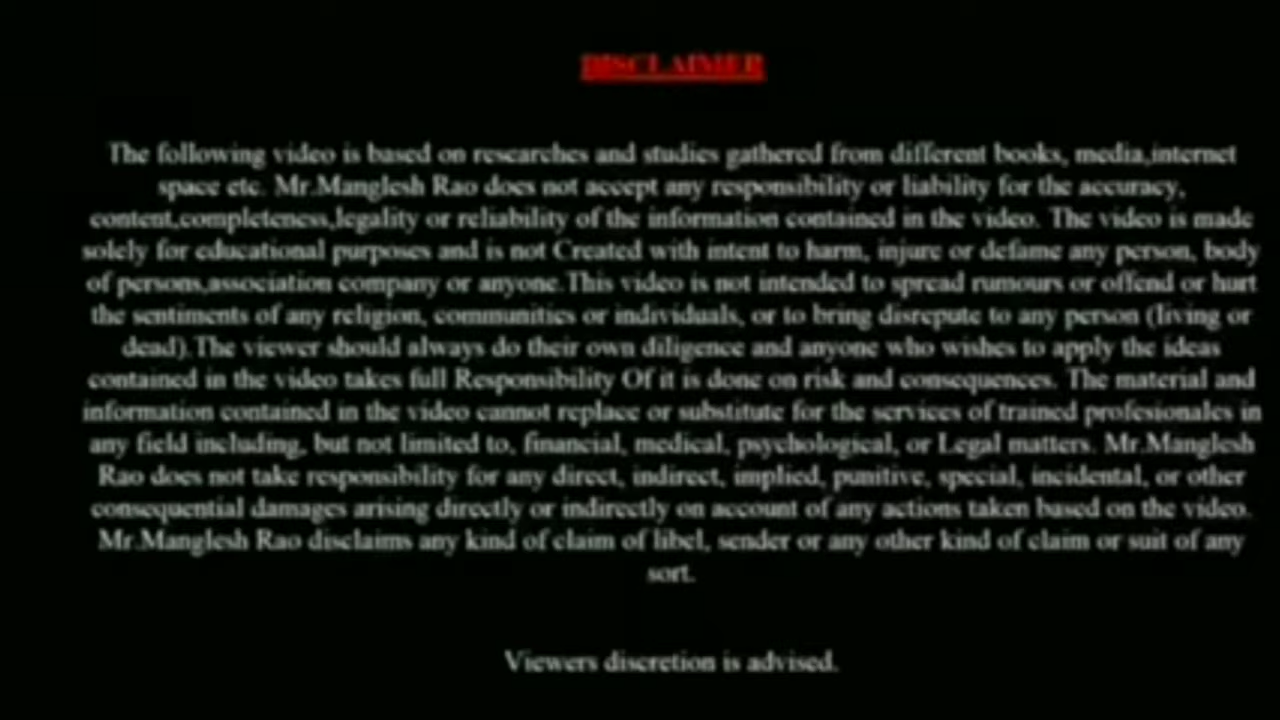 DISCLAIMER
The following video is based on researches and studies gathered from different books, media,internet
space etc. Mr.Manglesh Rao does not accept any responsibility or liability for the accuracy,
content,completeness,legality or reliability of the information contained in the video. The video is made
solely for educational purposes and is not Created with intent to harm, injure or defame any person, body
of persons,association company or anyone.This video is not intended to spread rumours or offend or hurt
the sentiments of any religion, communities or individuals, or to bring disrepute to any person (living or
dead).The viewer should always do their own diligence and anyone who wishes to apply the ideas
contained in the video takes full Responsibility Of it is done on risk and consequences. The material and
information contained in the video cannot replace or substitute for the services of trained profesionales in
any field including, but not limited to, financial, medical, psychological, or Legal matters. Mr.Manglesh
Rao does not take responsibility for any direct, indirect, implied, punitive, special, incidental, or other
consequential damages arising directly or indirectly on account of any actions taken based on the video.
Mr.Manglesh Rao disclaims any kind of claim of libel, sender or any other kind of claim or suit of any
sort.
Viewers discretion is advised.